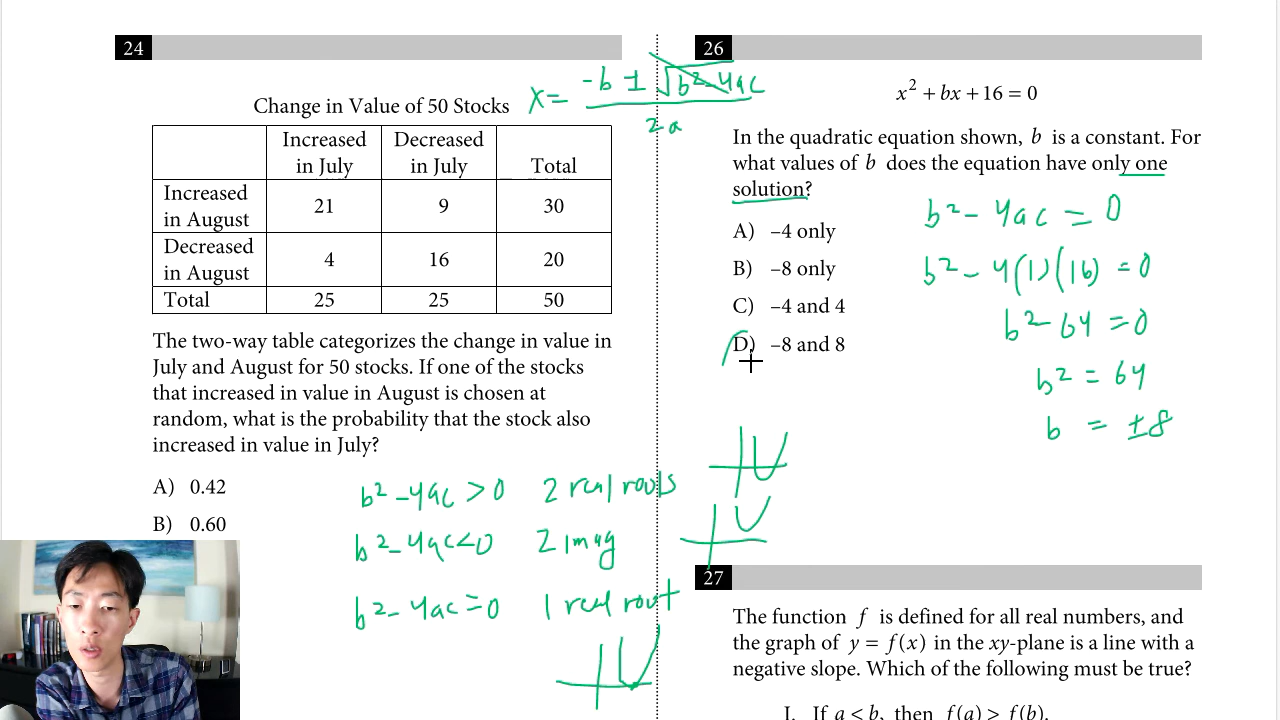 24
Change in Value of 50 Stocks
Increased in July
Decreased in July
Total
Increased in August
21
9
30
Decreased in August
4
16
20
Total
25
25
50
The two-way table categorizes the change in value in
July and August for 50 stocks. If one of the stocks
that increased in value in August is chosen at
random, what is the probability that the stock also
increased in value in July?
A) 0.42
B) 0.60
x = -b ± √b²-4ac
2a
b² - 4ac > 0 2 real roots
b² - 4ac < 0 2 imag
b² - 4ac = 0 1 real root
26
x² + bx + 16 = 0
In the quadratic equation shown, b is a constant. For
what values of b does the equation have only one
solution?
A) –4 only
B) –8 only
C) –4 and 4
D) –8 and 8
b² - 4ac = 0
b² - 4(1)(16) = 0
b² - 64 = 0
b² = 64
b = ±8
27
The function f is defined for all real numbers, and
the graph of y = f(x) in the xy-plane is a line with a
negative slope. Which of the following must be true?
I. If a < b, then f(a) > f(b).